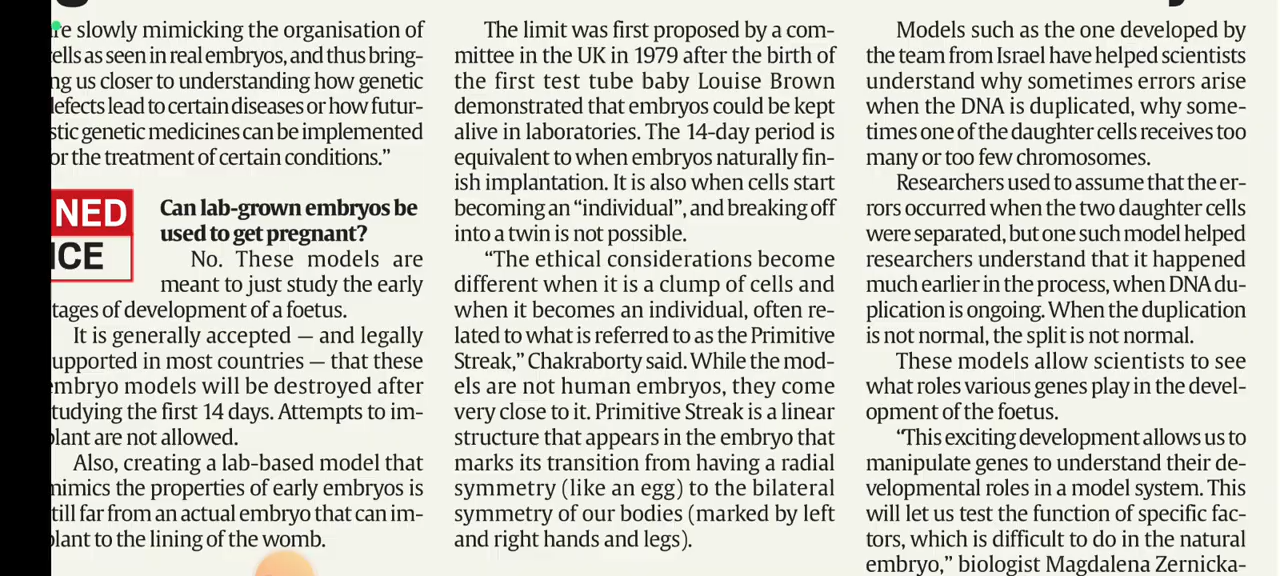 slowly mimicking the organisation of
as seen in real embryos, and thus bring-
us closer to understanding how genetic
lead to certain diseases or how futur-
genetic medicines can be implemented
the treatment of certain conditions.”
NED
ICE
Can lab-grown embryos be
used to get pregnant?
No. These models are
meant to just study the early
of development of a foetus.
It is generally accepted — and legally
in most countries — that these
embryo models will be destroyed after
the first 14 days. Attempts to im-
plant are not allowed.
Also, creating a lab-based model that
the properties of early embryos is
far from an actual embryo that can im-
plant to the lining of the womb.
The limit was first proposed by a com-
mittee in the UK in 1979 after the birth of
the first test tube baby Louise Brown
demonstrated that embryos could be kept
alive in laboratories. The 14-day period is
equivalent to when embryos naturally fin-
ish implantation. It is also when cells start
becoming an “individual”, and breaking off
into a twin is not possible.
“The ethical considerations become
different when it is a clump of cells and
when it becomes an individual, often re-
lated to what is referred to as the Primitive
Streak,” Chakraborty said. While the mod-
els are not human embryos, they come
very close to it. Primitive Streak is a linear
structure that appears in the embryo that
marks its transition from having a radial
symmetry (like an egg) to the bilateral
symmetry of our bodies (marked by left
and right hands and legs).
Models such as the one developed by
the team from Israel have helped scientists
understand why sometimes errors arise
when the DNA is duplicated, why some-
times one of the daughter cells receives too
many or too few chromosomes.
Researchers used to assume that the er-
rors occurred when the two daughter cells
were separated, but one such model helped
researchers understand that it happened
much earlier in the process, when DNA du-
plication is ongoing. When the duplication
is not normal, the split is not normal.
These models allow scientists to see
what roles various genes play in the devel-
opment of the foetus.
“This exciting development allows us to
manipulate genes to understand their de-
velopmental roles in a model system. This
will let us test the function of specific fac-
tors, which is difficult to do in the natural
embryo,” biologist Magdalena Zernicka-